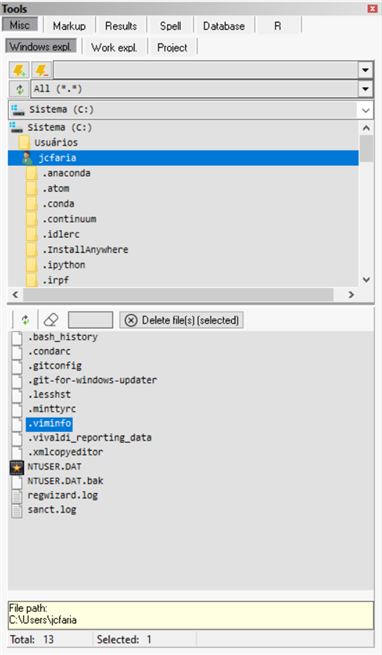 Tools
Misc Markup Results Spell Database R
Windows expl. Work expl. Project
All (*.*)
Sistema (C:)
Sistema (C:)
Usuários
jcfaria
.anaconda
.atom
.conda
.continuum
.idlerc
.InstallAnywhere
.ipython
.irpf
Delete file(s) (selected)
.bash_history
.condarc
.gitconfig
.git-for-windows-updater
.lesshst
.minttyrc
.viminfo
.vivaldi_reporting_data
.xmlcopyeditor
NTUSER.DAT
NTUSER.DAT.bak
regwizard.log
sanct.log
File path:
C:\Users\jcfaria
Total: 13 Selected: 1